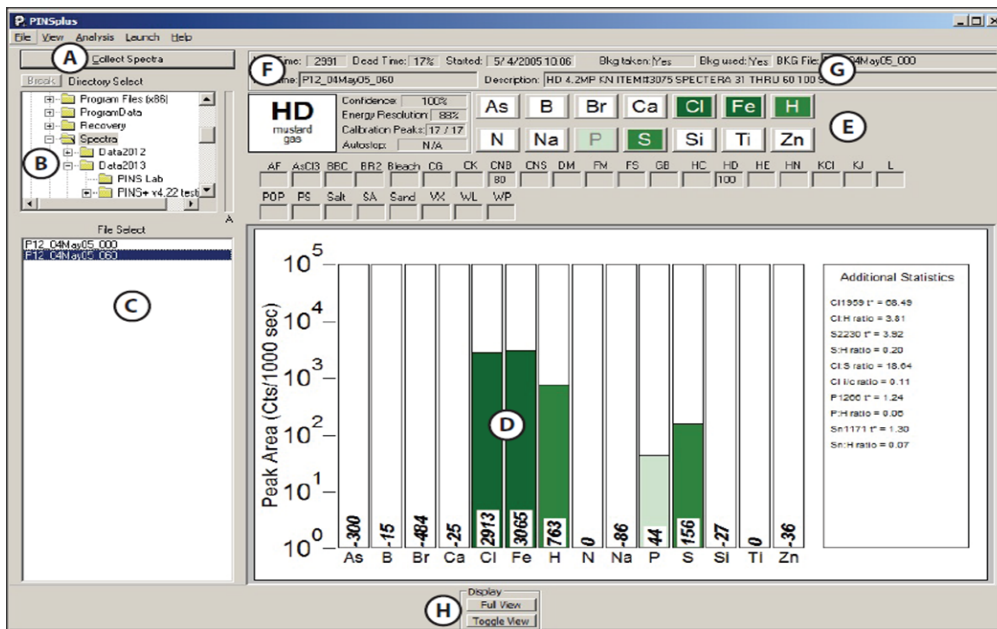 PINSplus
File View Analysis Launch Help
A
Collect Spectra
Break Directory Select
Program Files (x86)
ProgramData
Recovery
Spectra
Data2012
Data2013
PINS Lab
PINS+ v4.22
B
A
File Select
P12_04May05_000
P12_04May05_060
C
F
Time: 2991 Dead Time: 17% Started: 5/ 4/2005 10:06 Bkg taken: Yes Bkg used: Yes BKG File: 04May05_000
P12_04May05_060 Description: HD 4.2MP KN ITEM#3075 SPECTERA 31 THRU 60 100
G
HD
mustard
gas
Confidence: 100%
Energy Resolution: 88%
Calibration Peaks: 17 / 17
Autostop: N/A
As B Br Ca Cl Fe H
N Na P S Si Ti Zn
E
AF AsCl3 BBC BR2 Bleach CG CK CNB CNS DM FM FS GB HC HD HE HN KCl KJ L
80 100
POP PS Salt SA Sand VX WL WP
Peak Area (Cts/1000 sec)
10^5
10^4
10^3
10^2
10^1
10^0
D
-300 -15 -484 -25 2913 3065 763 0 -86 44 156 -27 0 -36
As B Br Ca Cl Fe H N Na P S Si Ti Zn
Additional Statistics
Cl1959 t* = 68.49
Cl:H ratio = 3.81
S2230 t* = 3.92
S:H ratio = 0.20
Cl:S ratio = 18.64
Cl i/c ratio = 0.11
P1266 t* = 1.24
P:H ratio = 0.06
Sn1171 t* = 1.30
Sn:H ratio = 0.07
H
Display
Full View
Toggle View